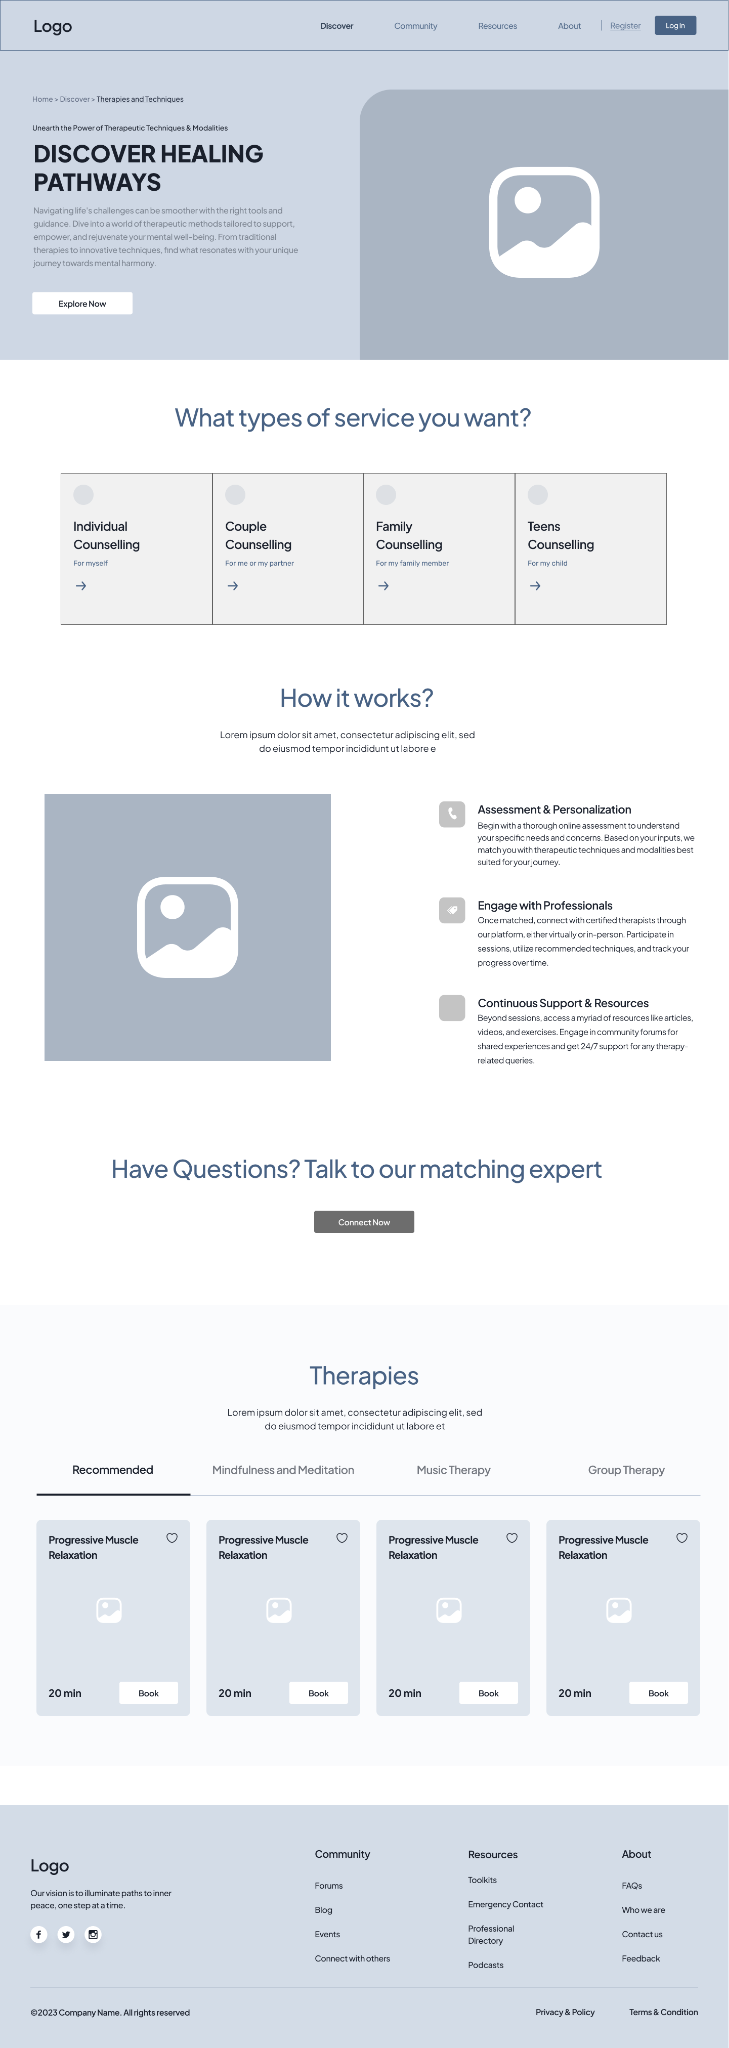 Logo
Discover
Community
Resources
About
Register
Log in
Home > Discover > Therapies and Techniques
Unearth the Power of Therapeutic Techniques & Modalities
DISCOVER HEALING
PATHWAYS
Navigating life's challenges can be smoother with the right tools and
guidance. Dive into a world of therapeutic methods tailored to support,
empower, and rejuvenate your mental well-being. From traditional
therapies to innovative techniques, find what resonates with your unique
journey towards mental harmony.
Explore Now
What types of service you want?
Individual
Counselling
For myself
Couple
Counselling
For me or my partner
Family
Counselling
For my family member
Teens
Counselling
For my child
How it works?
Lorem ipsum dolor sit amet, consectetur adipiscing elit, sed
do eiusmod tempor incididunt ut labore e
Assessment & Personalization
Begin with a thorough online assessment to understand
your specific needs and concerns. Based on your inputs, we
match you with therapeutic techniques and modalities best
suited for your journey.
Engage with Professionals
Once matched, connect with certified therapists through
our platform, either virtually or in-person. Participate in
sessions, utilize recommended techniques, and track your
progress over time.
Continuous Support & Resources
Beyond sessions, access a myriad of resources like articles,
videos, and exercises. Engage in community forums for
shared experiences and get 24/7 support for any therapy-
related queries.
Have Questions? Talk to our matching expert
Connect Now
Therapies
Lorem ipsum dolor sit amet, consectetur adipiscing elit, sed
do eiusmod tempor incididunt ut labore et
Recommended
Mindfulness and Meditation
Music Therapy
Group Therapy
Progressive Muscle
Relaxation
20 min
Book
Progressive Muscle
Relaxation
20 min
Book
Progressive Muscle
Relaxation
20 min
Book
Progressive Muscle
Relaxation
20 min
Book
Logo
Our vision is to illuminate paths to inner
peace, one step at a time.
Community
Forums
Blog
Events
Connect with others
Resources
Toolkits
Emergency Contact
Professional
Directory
Podcasts
About
FAQs
Who we are
Contact us
Feedback
©2023 Company Name. All rights reserved
Privacy & Policy
Terms & Condition